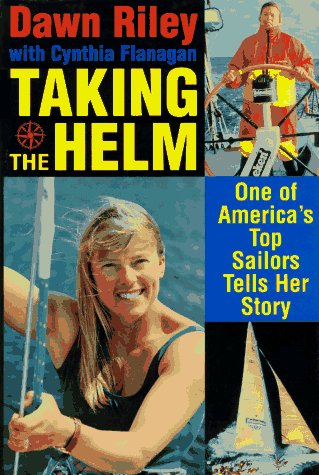 Dawn Riley
with Cynthia Flanagan
TAKING
THE HELM
One of
America's
Top
Sailors
Tells Her
Story